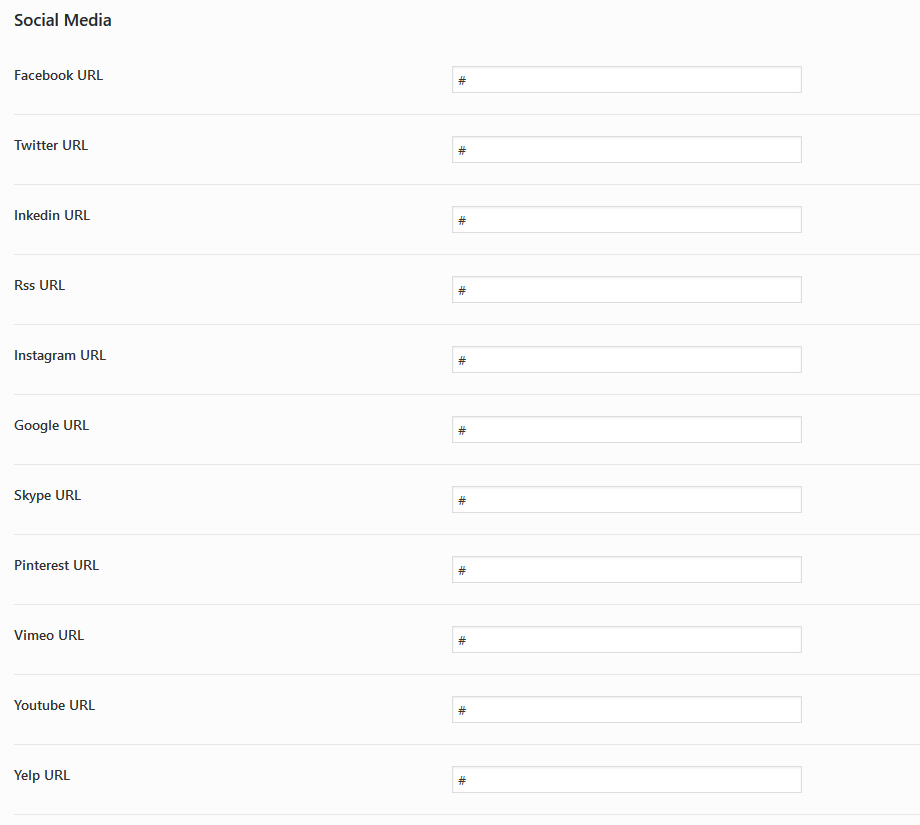 Social Media
Facebook URL
#
Twitter URL
#
Inkedin URL
#
Rss URL
#
Instagram URL
#
Google URL
#
Skype URL
#
Pinterest URL
#
Vimeo URL
#
Youtube URL
#
Yelp URL
#